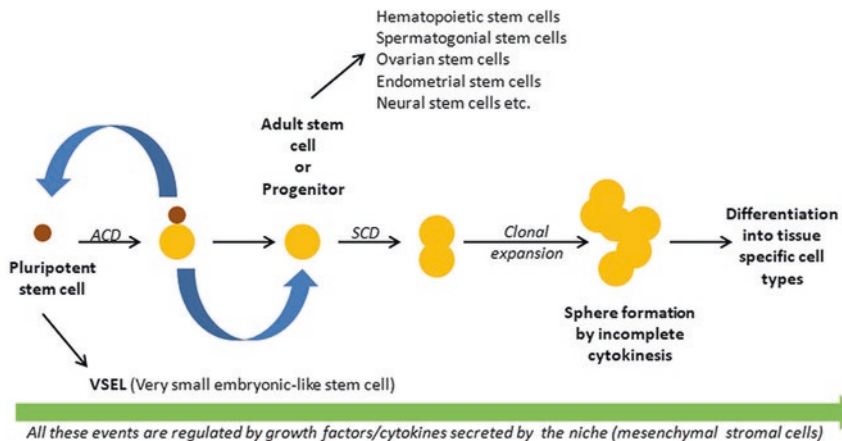 Hematopoietic stem cells
Spermatogonial stem cells
Ovarian stem cells
Endometrial stem cells
Neural stem cells etc.
Adult stem
cell
or
Progenitor
ACD
SCD
Clonal
expansion
Pluripotent
stem cell
Differentiation
into tissue
specific cell
types
Sphere formation
by incomplete
cytokinesis
VSEL (Very small embryonic-like stem cell)
All these events are regulated by growth factors/cytokines secreted by the niche (mesenchymal stromal cells)